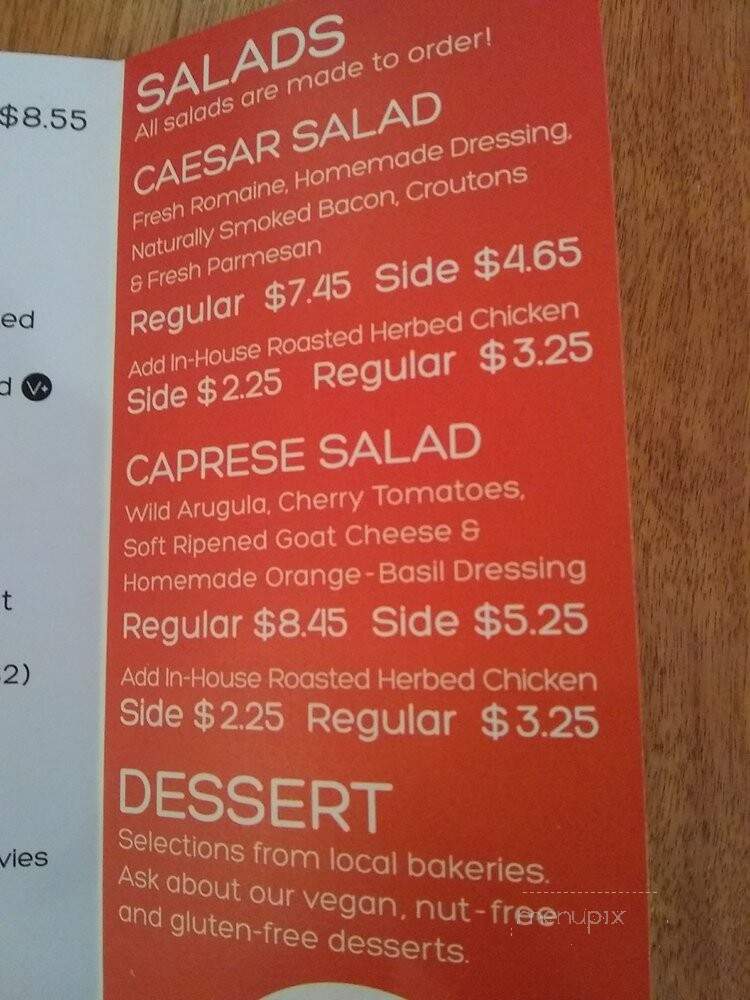 $8.55
ed
d V+
t
2)
vies
SALADS
All salads are made to order!
CAESAR SALAD
Fresh Romaine, Homemade Dressing,
Naturally Smoked Bacon, Croutons
& Fresh Parmesan
Regular $7.45 Side $4.65
Add In-House Roasted Herbed Chicken
Side $2.25 Regular $3.25
CAPRESE SALAD
Wild Arugula, Cherry Tomatoes,
Soft Ripened Goat Cheese &
Homemade Orange-Basil Dressing
Regular $8.45 Side $5.25
Add In-House Roasted Herbed Chicken
Side $2.25 Regular $3.25
DESSERT
Selections from local bakeries.
Ask about our vegan, nut-free
and gluten-free desserts.
menupix